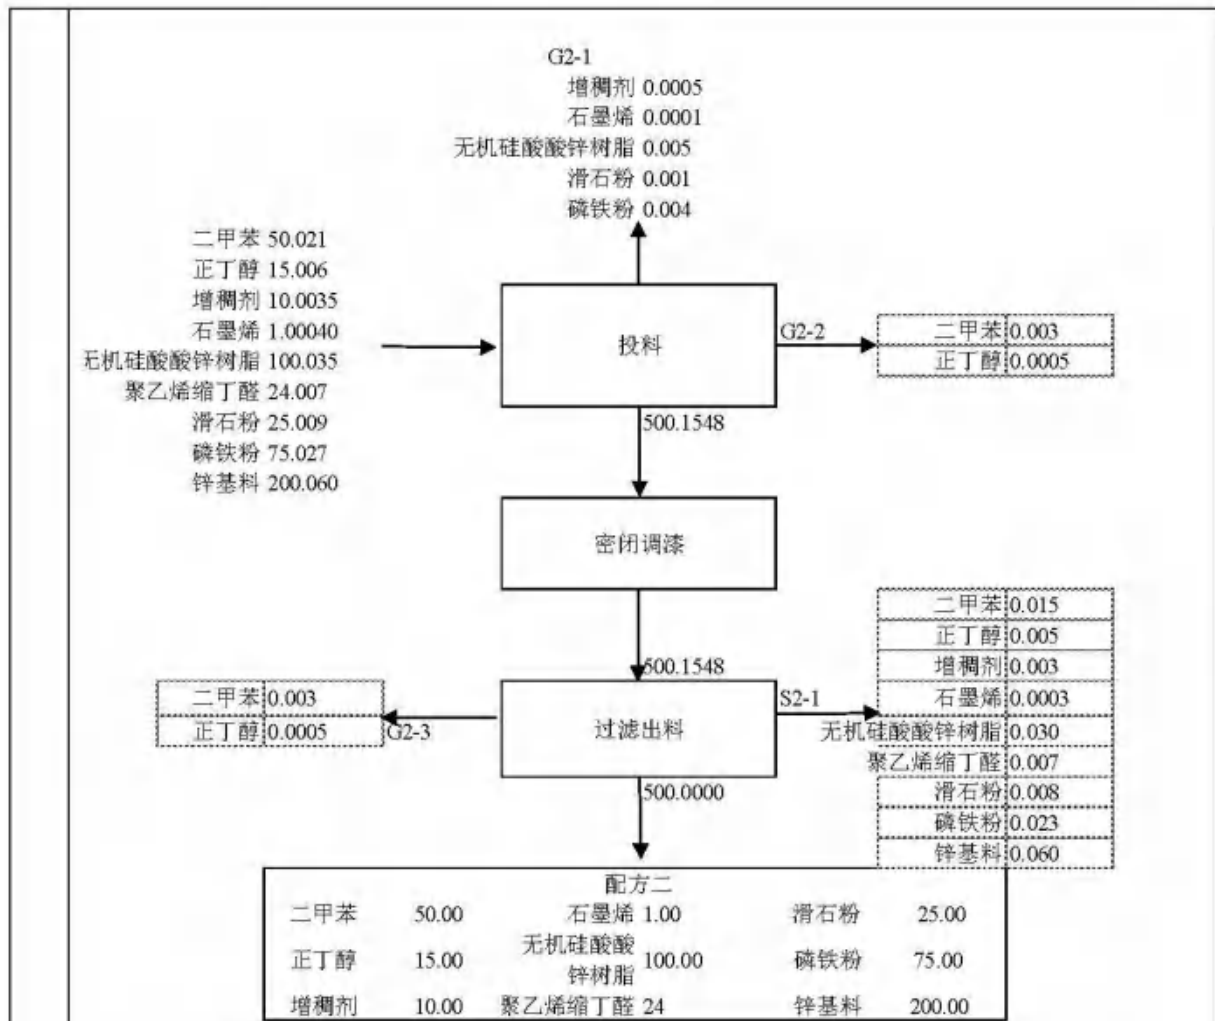 G2-1
增稠剂 0.0005
石墨烯 0.0001
无机硅酸酸锌树脂 0.005
滑石粉 0.001
磷铁粉 0.004
二甲苯 50.021
正丁醇 15.006
增稠剂 10.0035
石墨烯 1.00040
无机硅酸酸锌树脂 100.035
聚乙烯缩丁醛 24.007
滑石粉 25.009
磷铁粉 75.027
锌基料 200.060
投料
G2-2
二甲苯 0.003
正丁醇 0.0005
500.1548
密闭调漆
500.1548
二甲苯 0.003
正丁醇 0.0005
G2-3
过滤出料
S2-1
二甲苯 0.015
正丁醇 0.005
增稠剂 0.003
石墨烯 0.0003
无机硅酸酸锌树脂 0.030
聚乙烯缩丁醛 0.007
滑石粉 0.008
磷铁粉 0.023
锌基料 0.060
500.0000
配方二
二甲苯 50.00 石墨烯 1.00 滑石粉 25.00
正丁醇 15.00 无机硅酸酸 100.00 磷铁粉 75.00
锌树脂
增稠剂 10.00 聚乙烯缩丁醛 24 锌基料 200.00